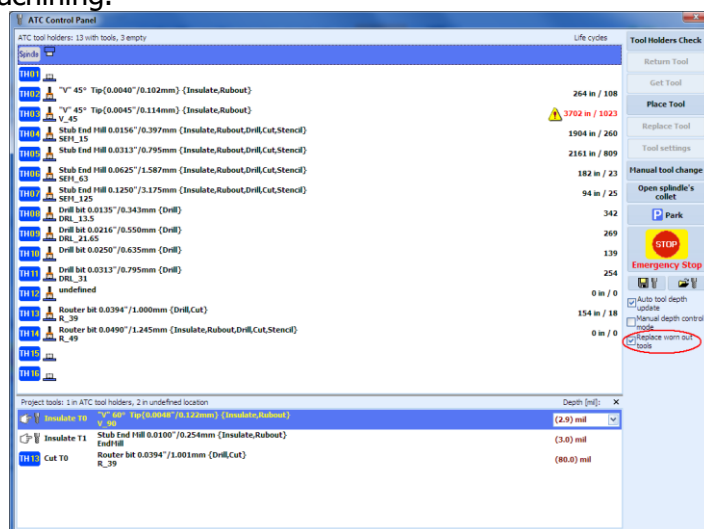 achining.
ATC Control Panel
ATC tool holders: 13 with tools, 3 empty Life cycles
Spindle
TH01
TH02 "V" 45° Tip{0.0040"/0.102mm} {Insulate,Rubout} 264 in / 108
TH03 "V" 45° Tip{0.0045"/0.114mm} {Insulate,Rubout} 3702 in / 1023
V_45
TH04 Stub End Mill 0.0156"/0.397mm {Insulate,Rubout,Drill,Cut,Stencil} 1904 in / 260
SEM_15
TH05 Stub End Mill 0.0313"/0.795mm {Insulate,Rubout,Drill,Cut,Stencil} 2161 in / 809
TH06 Stub End Mill 0.0625"/1.587mm {Insulate,Rubout,Drill,Cut,Stencil} 182 in / 23
SEM_63
TH07 Stub End Mill 0.1250"/3.175mm {Insulate,Rubout,Drill,Cut,Stencil} 94 in / 25
SEM_125
TH08 Drill bit 0.0135"/0.343mm {Drill} 342
DRL_13.5
TH09 Drill bit 0.0216"/0.550mm {Drill} 269
DRL_21.65
TH10 Drill bit 0.0250"/0.635mm {Drill} 139
TH11 Drill bit 0.0313"/0.795mm {Drill} 254
DRL_31
TH12 undefined 0 in / 0
TH13 Router bit 0.0394"/1.000mm {Drill,Cut} 154 in / 18
R_39
TH14 Router bit 0.0490"/1.245mm {Insulate,Rubout,Drill,Cut,Stencil} 0 in / 0
R_49
TH15
TH16
Project tools: 1 in ATC tool holders, 2 in undefined location Depth [mil]: X
Insulate T0 "V" 60° Tip{0.0048"/0.122mm} {Insulate,Rubout} (2.9) mil
V_90
Insulate T1 Stub End Mill 0.0100"/0.254mm {Insulate,Rubout} (3.0) mil
EndMill
TH13 Cut T0 Router bit 0.0394"/1.001mm {Drill,Cut} (80.0) mil
R_39
Tool Holders Check
Return Tool
Get Tool
Place Tool
Replace Tool
Tool settings
Manual tool change
Open splindle's
collet
P Park
STOP
Emergency Stop
Auto tool depth
update
Manual depth control
mode
Replace worn out
tools